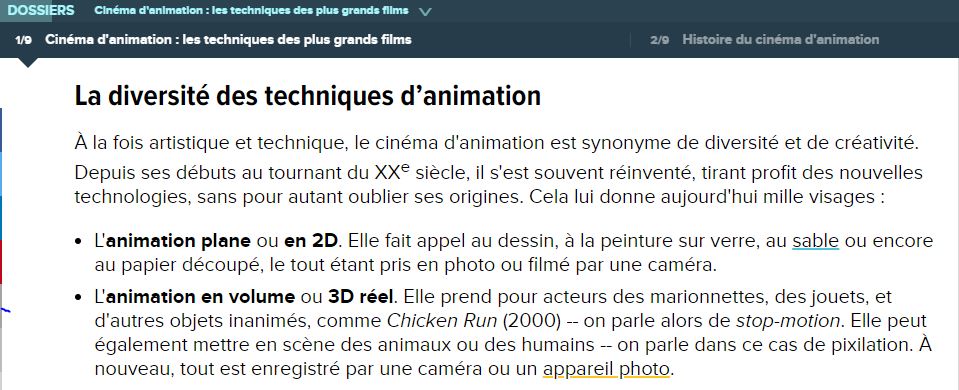 DOSSIERS Cinéma d'animation : les techniques des plus grands films
1/9 Cinéma d'animation : les techniques des plus grands films 2/9 Histoire du cinéma d'animation
La diversité des techniques d'animation
À la fois artistique et technique, le cinéma d'animation est synonyme de diversité et de créativité.
Depuis ses débuts au tournant du XXe siècle, il s'est souvent réinventé, tirant profit des nouvelles
technologies, sans pour autant oublier ses origines. Cela lui donne aujourd'hui mille visages :
• L'animation plane ou en 2D. Elle fait appel au dessin, à la peinture sur verre, au sable ou encore
au papier découpé, le tout étant pris en photo ou filmé par une caméra.
• L'animation en volume ou 3D réel. Elle prend pour acteurs des marionnettes, des jouets, et
d'autres objets inanimés, comme Chicken Run (2000) -- on parle alors de stop-motion. Elle peut
également mettre en scène des animaux ou des humains -- on parle dans ce cas de pixilation. À
nouveau, tout est enregistré par une caméra ou un appareil photo.